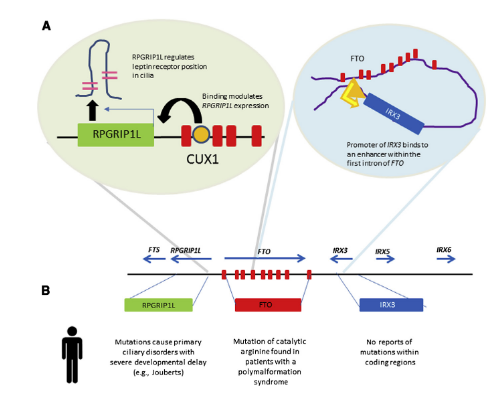 A
RPGRIP1L regulates
leptin receptor position
in cilia
Binding modulates
RPGRIP1L expression
RPGRIP1L
CUX1
FTO
IRX3
Promoter of IRX3 binds to
an enhancer within the
first intron of FTO
FTS RPGRIP1L FTO IRX3 IRX5 IRX6
B
RPGRIP1L FTO IRX3
Mutations cause primary
ciliary disorders with
severe developmental delay
(e.g., Jouberts)
Mutation of catalytic
arginine found in
patients with a
polymalformation
syndrome
No reports of
mutations within
coding regions